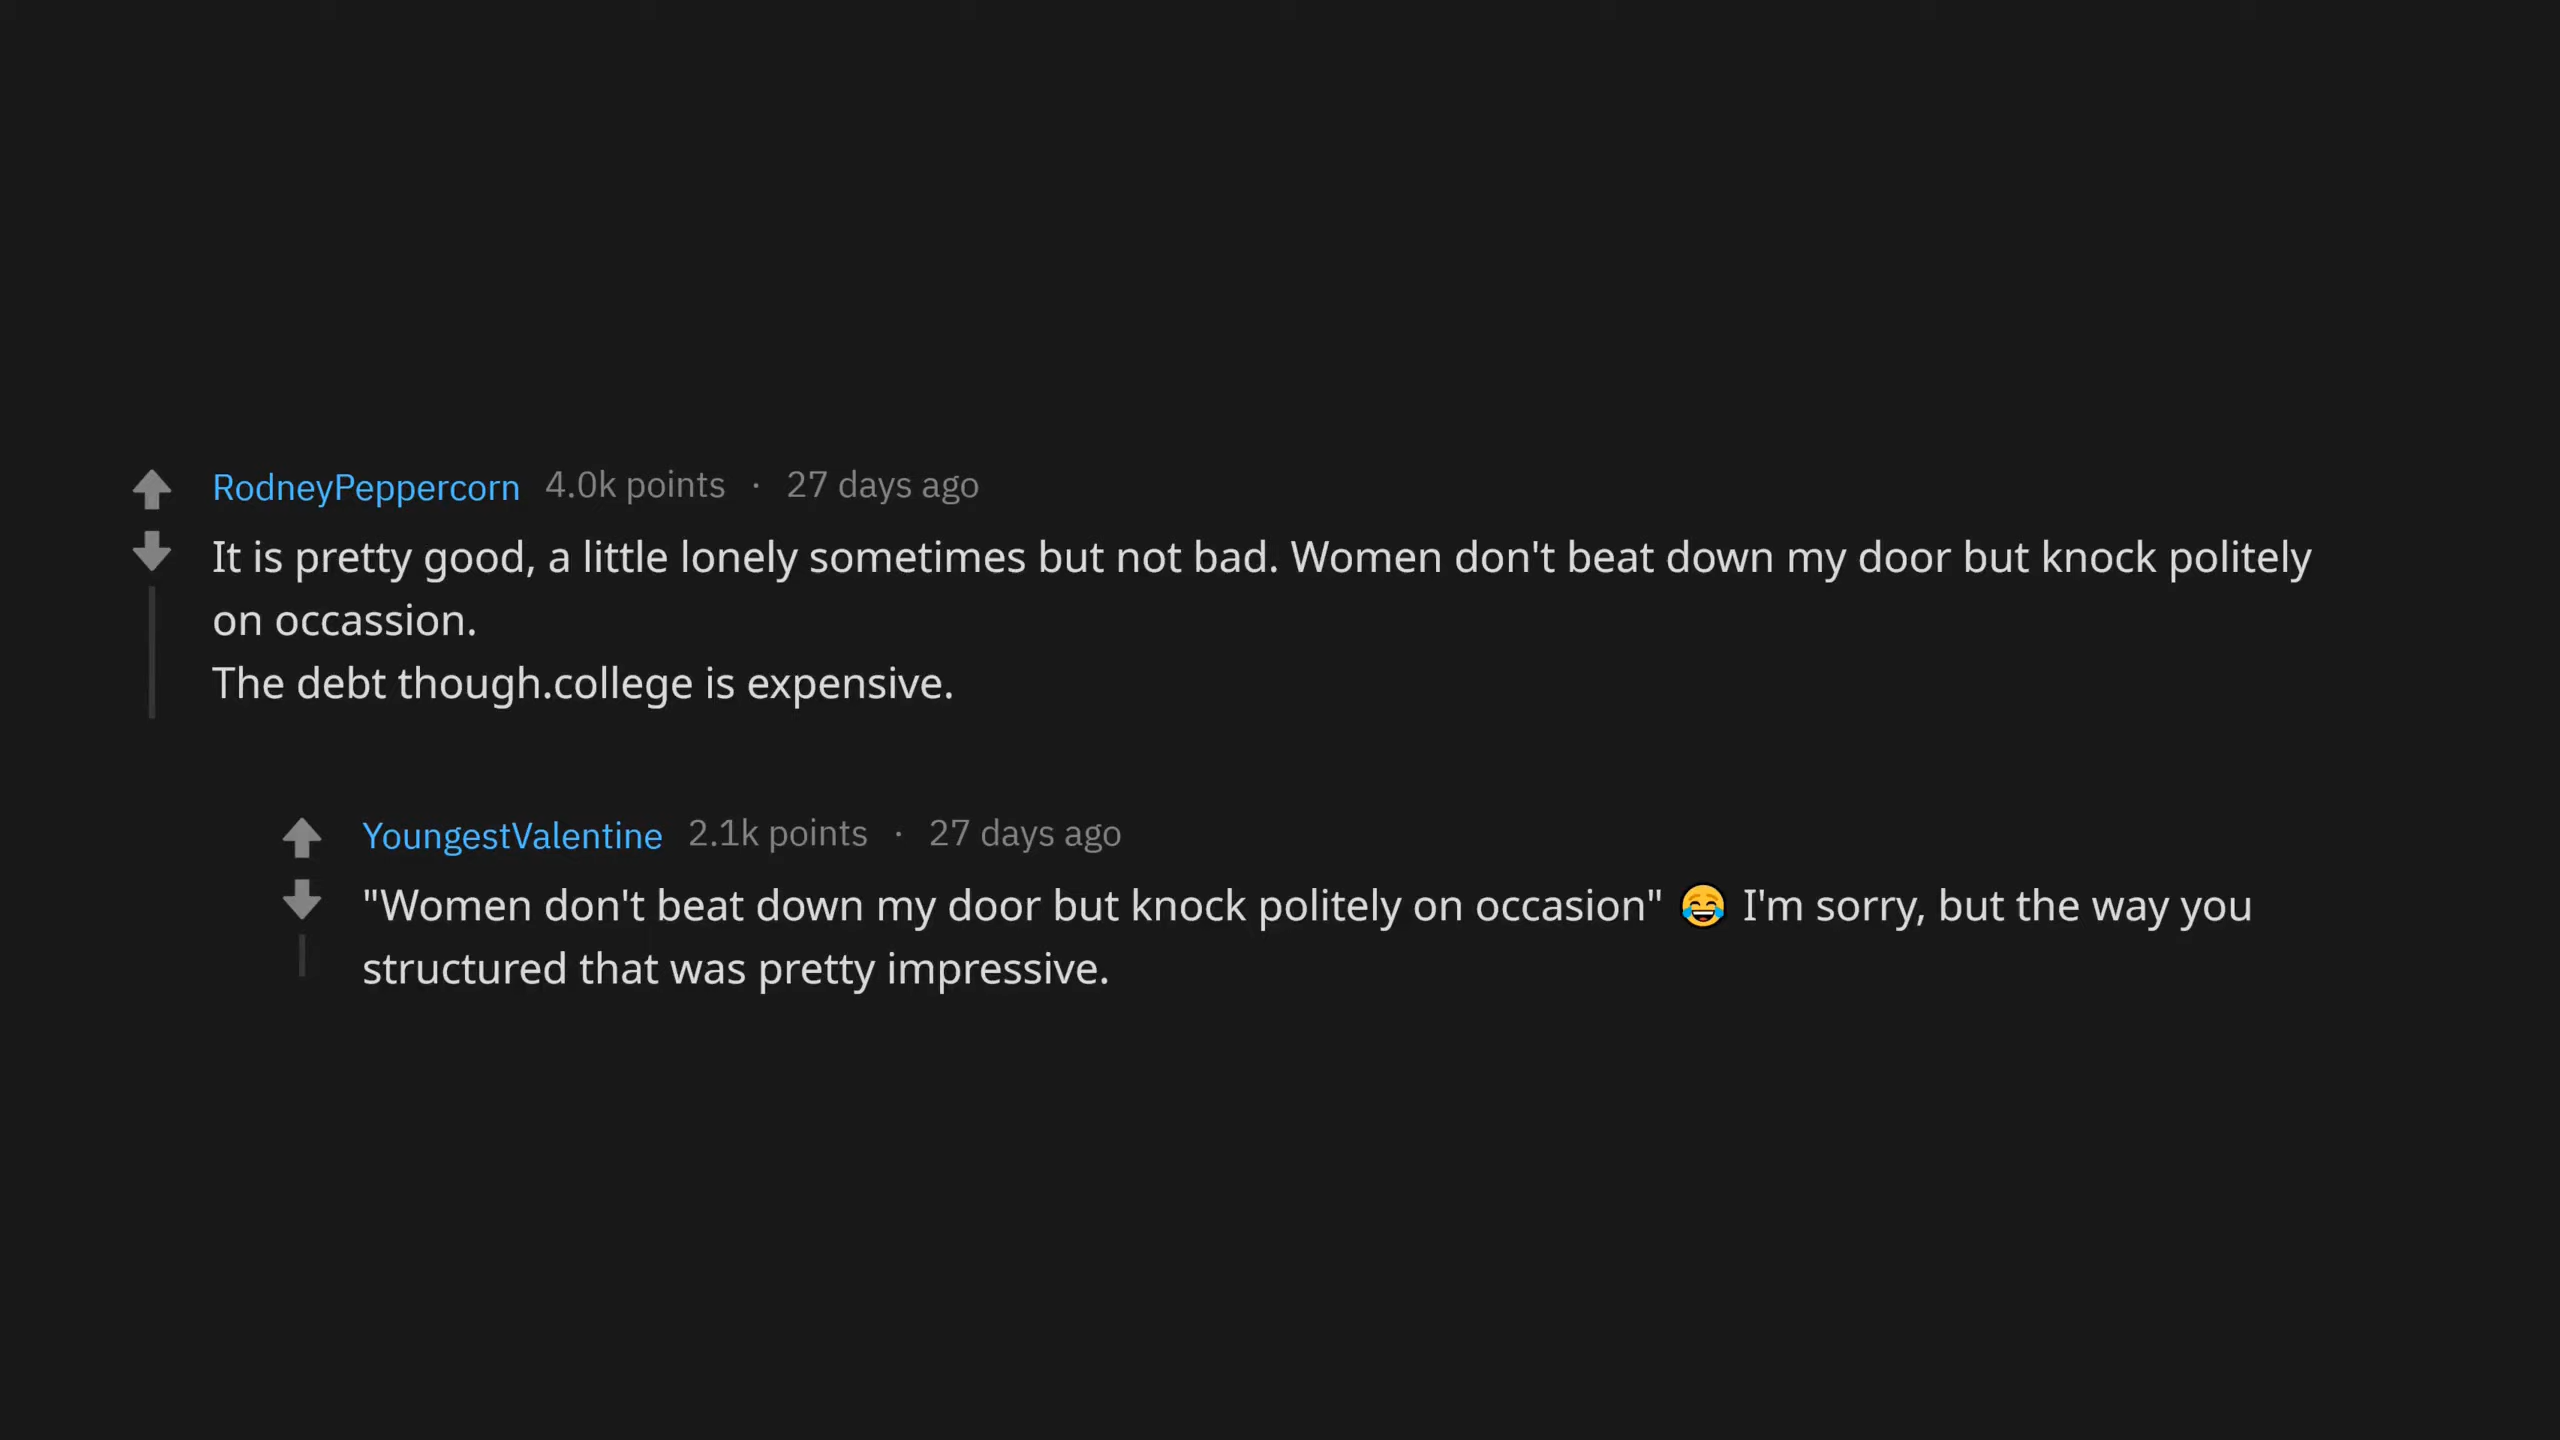 RodneyPeppercorn 4.0k points · 27 days ago
It is pretty good, a little lonely sometimes but not bad. Women don't beat down my door but knock politely
on occassion.
The debt though.college is expensive.
YoungestValentine 2.1k points · 27 days ago
"Women don't beat down my door but knock politely on occasion" 😂 I'm sorry, but the way you
structured that was pretty impressive.